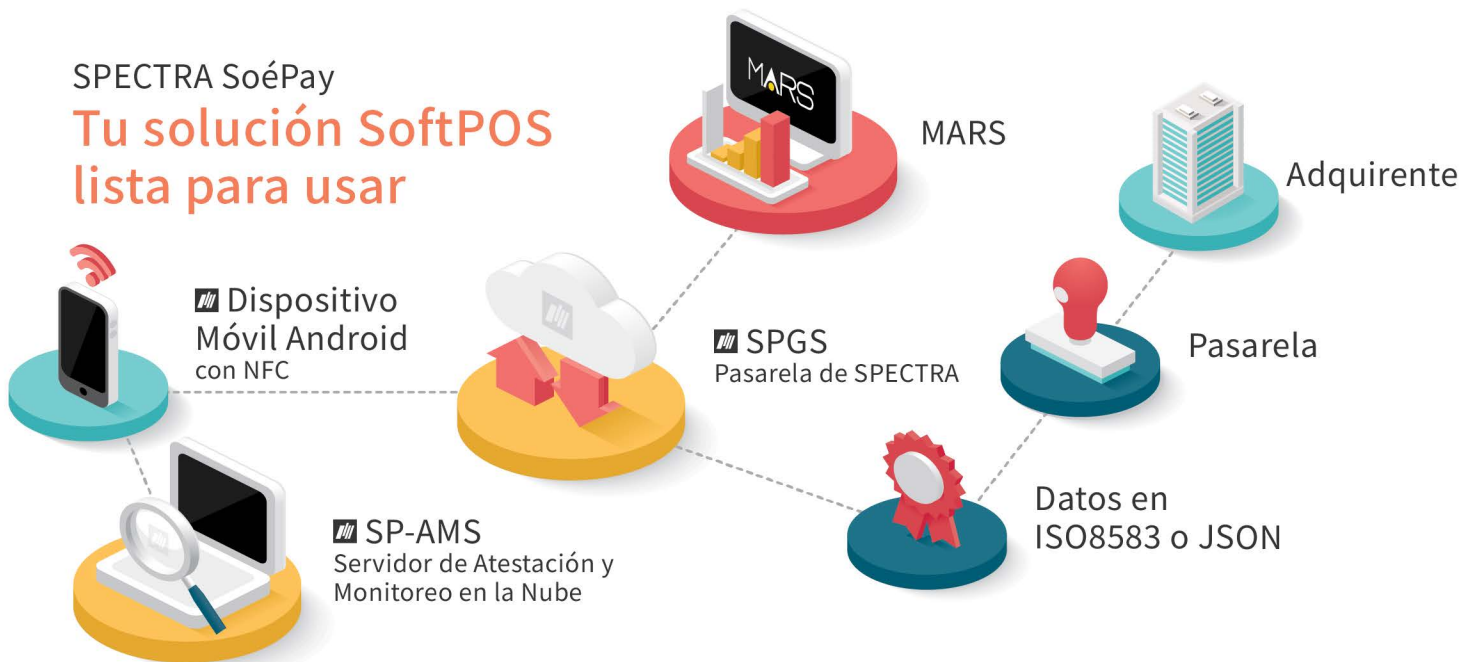 SPECTRA SoéPay
Tu solución SoftPOS
lista para usar
MARS
MARS
Adquirente
Dispositivo
Móvil Android
con NFC
SPGS
Pasarela de SPECTRA
Pasarela
SP-AMS
Servidor de Atestación y
Monitoreo en la Nube
Datos en
ISO8583 o JSON